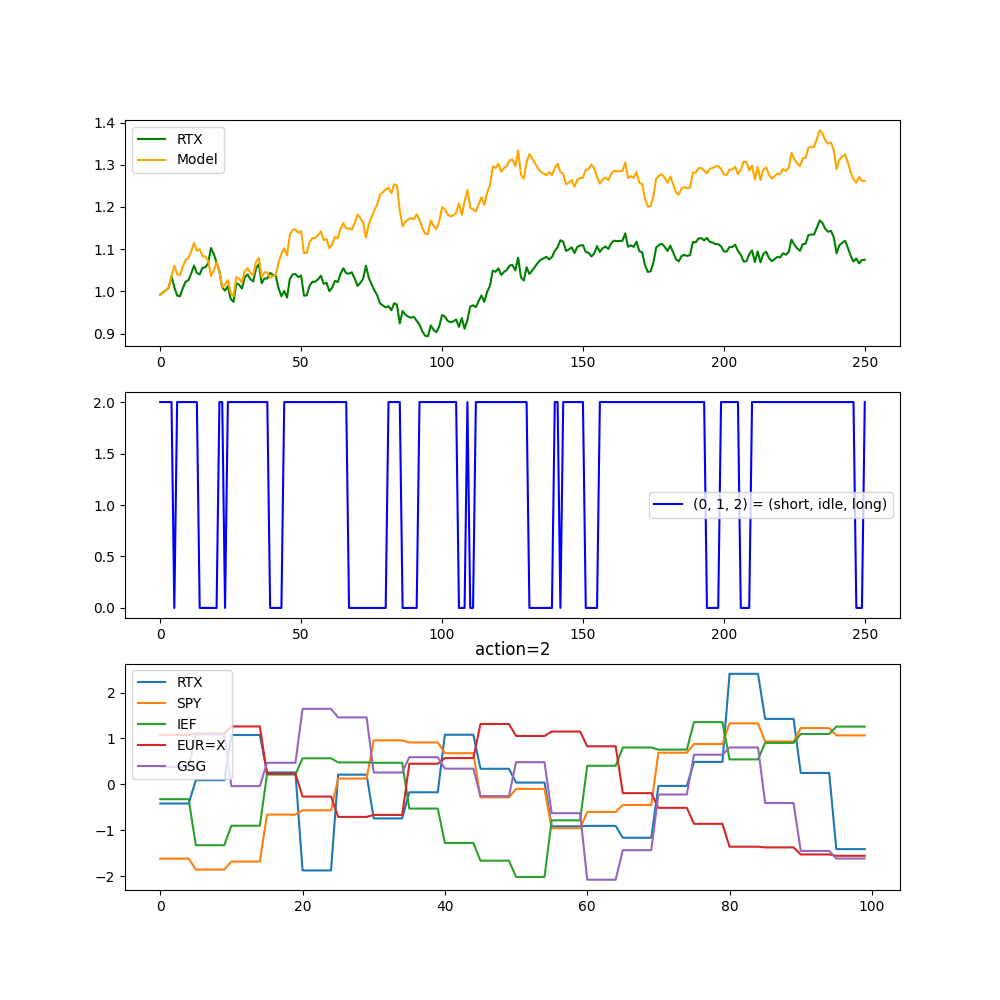 1.4
1.3
1.2
1.1
1.0
0.9
RTX
Model
0 50 100 150 200 250
2.0
1.5
1.0
0.5
0.0
(0, 1, 2) = (short, idle, long)
0 50 100 150 200 250
action=2
2
1
0
−1
−2
RTX
SPY
IEF
EUR=X
GSG
0 20 40 60 80 100